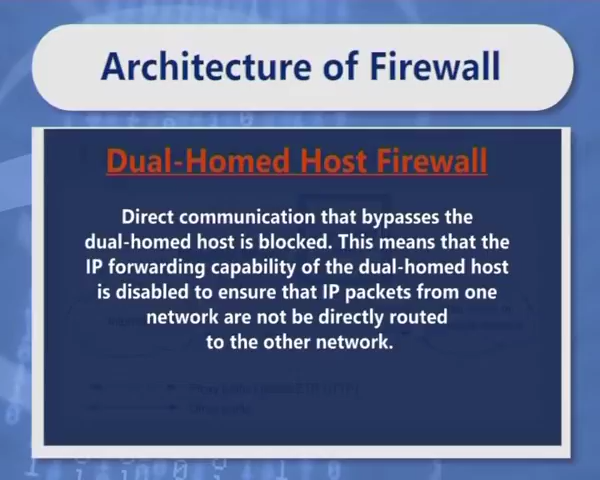 Architecture of Firewall
Dual-Homed Host Firewall
Direct communication that bypasses the
dual-homed host is blocked. This means that the
IP forwarding capability of the dual-homed host
is disabled to ensure that IP packets from one
network are not be directly routed
to the other network.